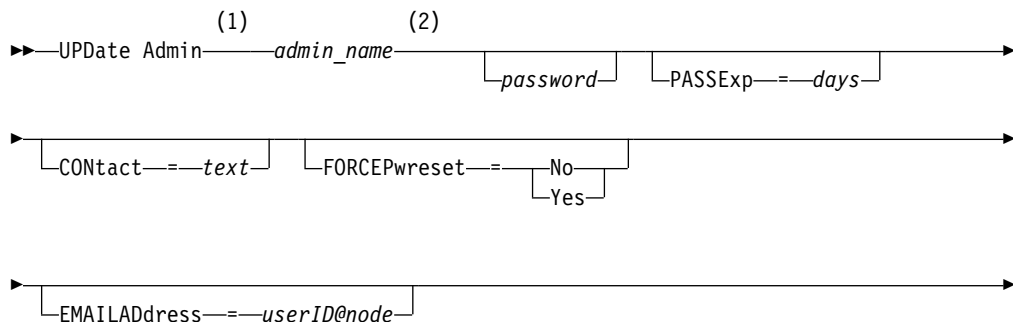 (1) (2)
UPDate Admin admin_name
password PASSExp = days
CONtact = text FORCEPwreset = No
Yes
EMAILADdress = userID@node